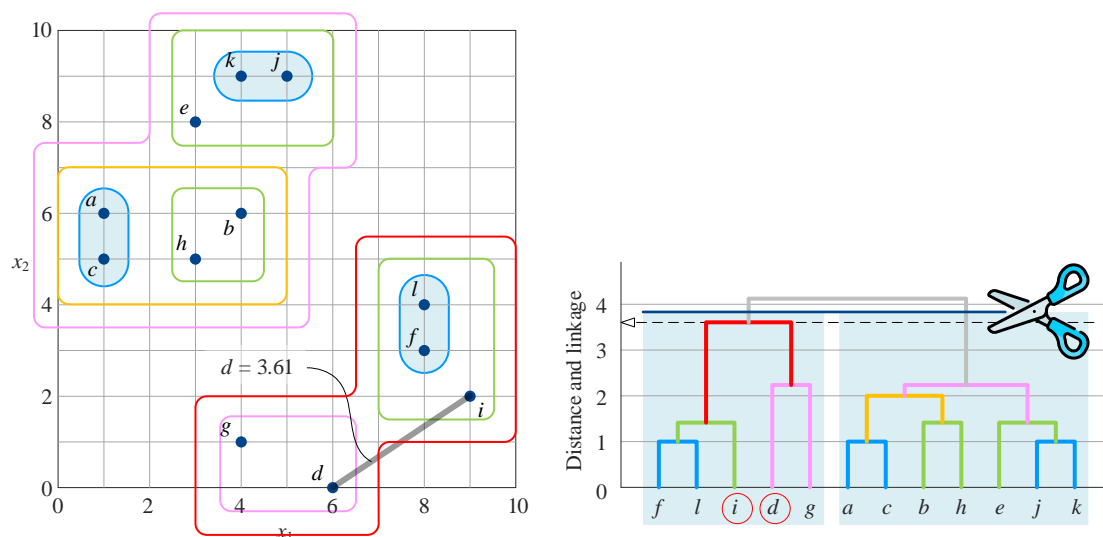 10
k
j
e
8
a
6
b
h
c
x₂
l
4
f
d = 3.61
2
i
g
d
0
0
2
4
6
8
10
x₁
Distance and linkage
4
3
2
1
0
f l i d g a c b h e j k